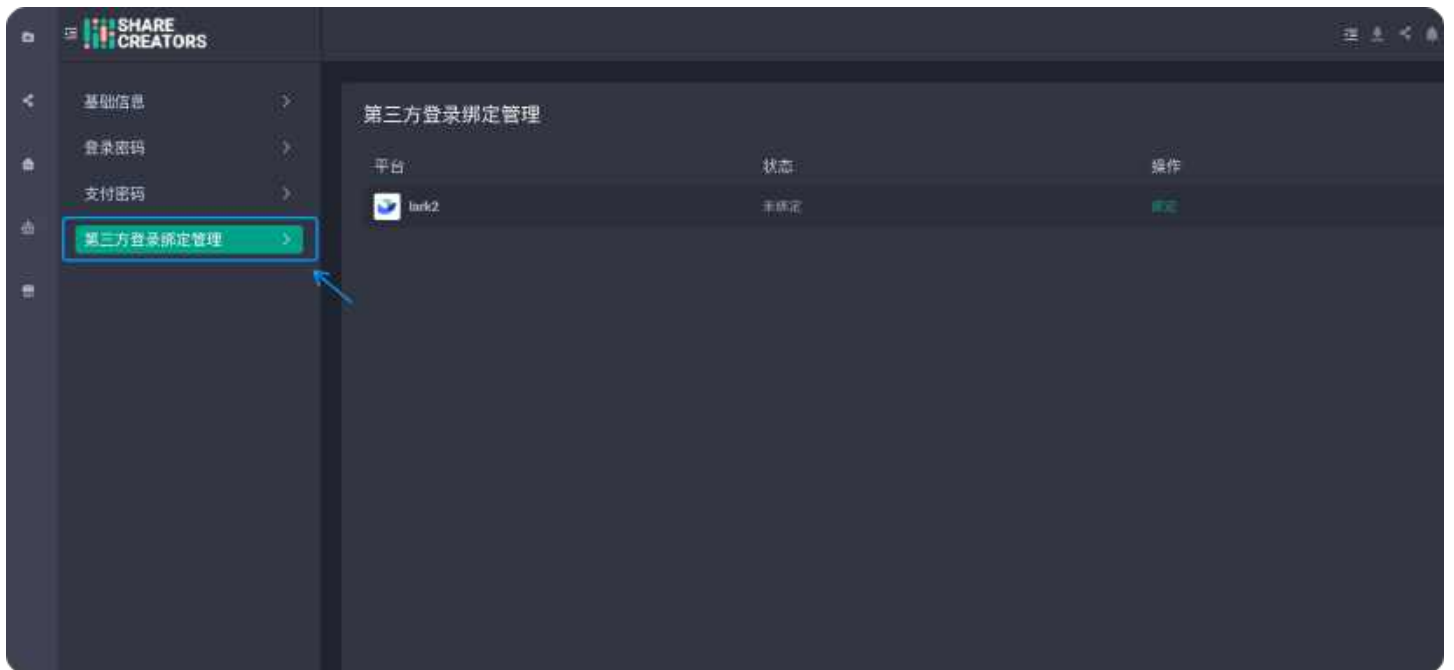 SHARE
CREATORS
基础信息
登录密码
支付密码
第三方登录绑定管理
第三方登录绑定管理
平台 状态 操作
lark2 未绑定 绑定